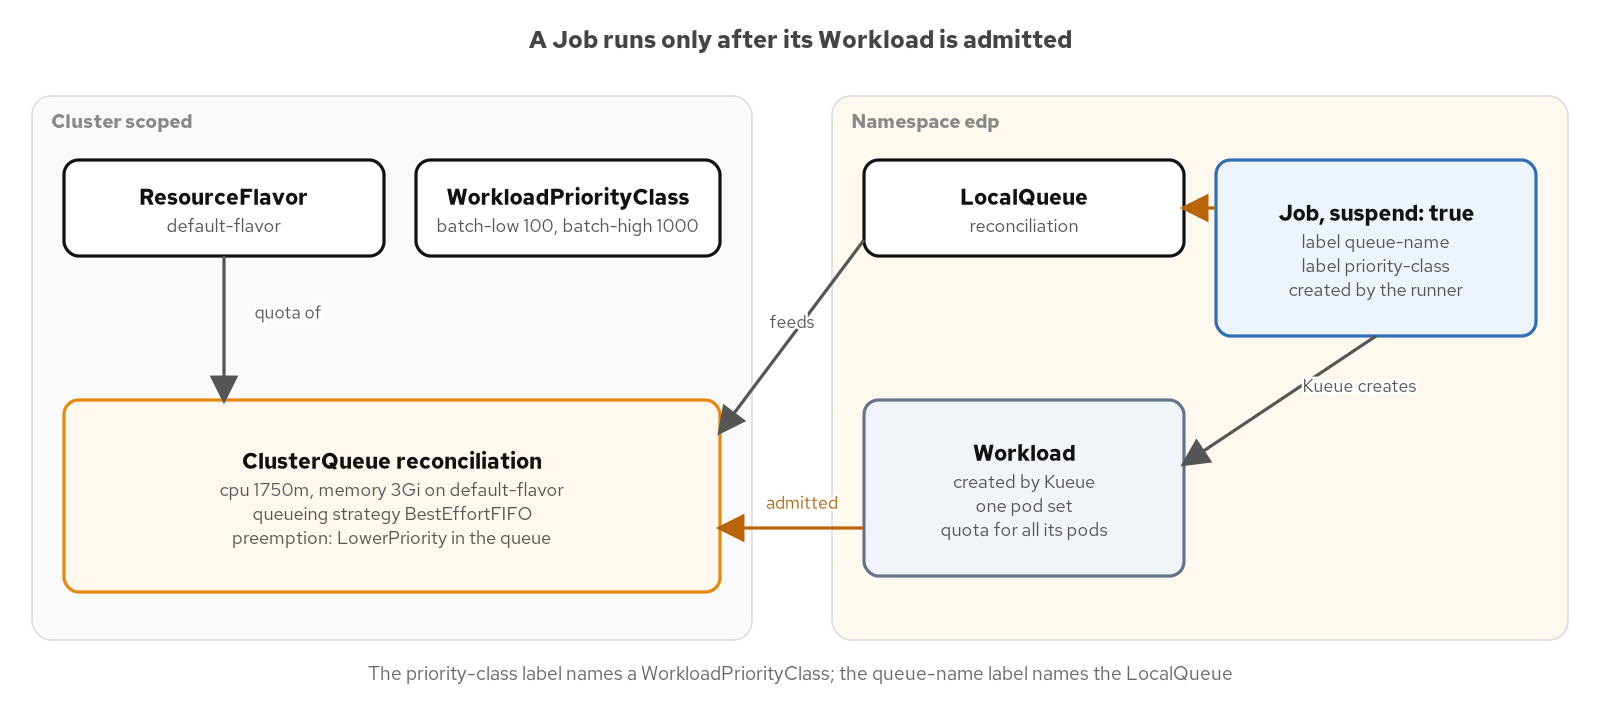 A Job runs only after its Workload is admitted
Cluster scoped
ResourceFlavor
default-flavor
WorkloadPriorityClass
batch-low 100, batch-high 1000
quota of
ClusterQueue reconciliation
cpu 1750m, memory 3Gi on default-flavor
queueing strategy BestEffortFIFO
preemption: LowerPriority in the queue
Namespace edp
LocalQueue
reconciliation
Job, suspend: true
label queue-name
label priority-class
created by the runner
feeds
Kueue creates
Workload
created by Kueue
one pod set
quota for all its pods
admitted
The priority-class label names a WorkloadPriorityClass; the queue-name label names the LocalQueue